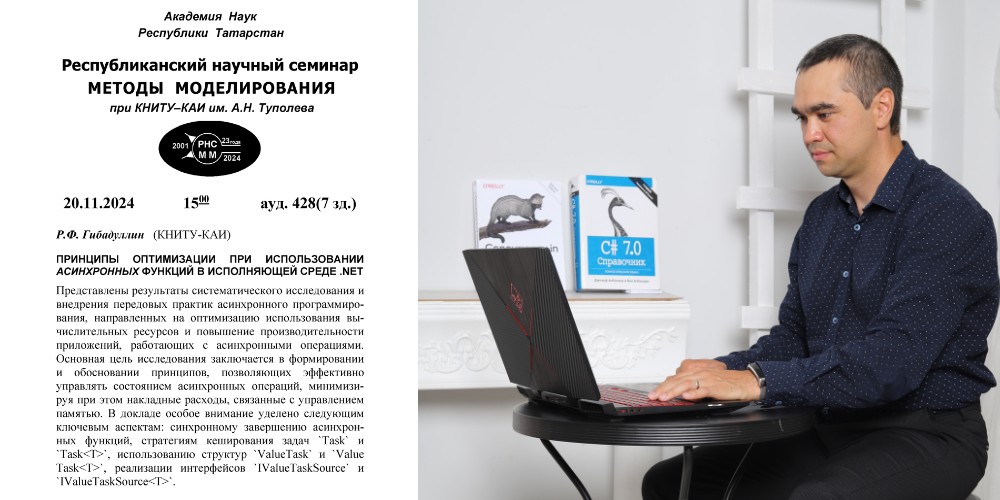 Академия Наук
Республики Татарстан
Республиканский научный семинар
МЕТОДЫ МОДЕЛИРОВАНИЯ
при КНИТУ–КАИ им. А.Н. Туполева
2001 РНС 23 года
М М 2024
20.11.2024 15⁰⁰ ауд. 428(7 зд.)
Р.Ф. Гибадуллин (КНИТУ-КАИ)
ПРИНЦИПЫ ОПТИМИЗАЦИИ ПРИ ИСПОЛЬЗОВАНИИ
АСИНХРОННЫХ ФУНКЦИЙ В ИСПОЛНЯЮЩЕЙ СРЕДЕ .NET
Представлены результаты систематического исследования и
внедрения передовых практик асинхронного программиро-
вания, направленных на оптимизацию использования вы-
числительных ресурсов и повышение производительности
приложений, работающих с асинхронными операциями.
Основная цель исследования заключается в формировании
и обосновании принципов, позволяющих эффективно
управлять состоянием асинхронных операций, минимизи-
руя при этом накладные расходы, связанные с управлением
памятью. В докладе особое внимание уделено следующим
ключевым аспектам: синхронному завершению асинхрон-
ных функций, стратегиям кеширования задач `Task` и
`Task<T>`, использованию структур `ValueTask` и `Value
Task<T>`, реализации интерфейсов `IValueTaskSource` и
`IValueTaskSource<T>`.
O'REILLY
O'REILLY
C# 7.0
Справочник